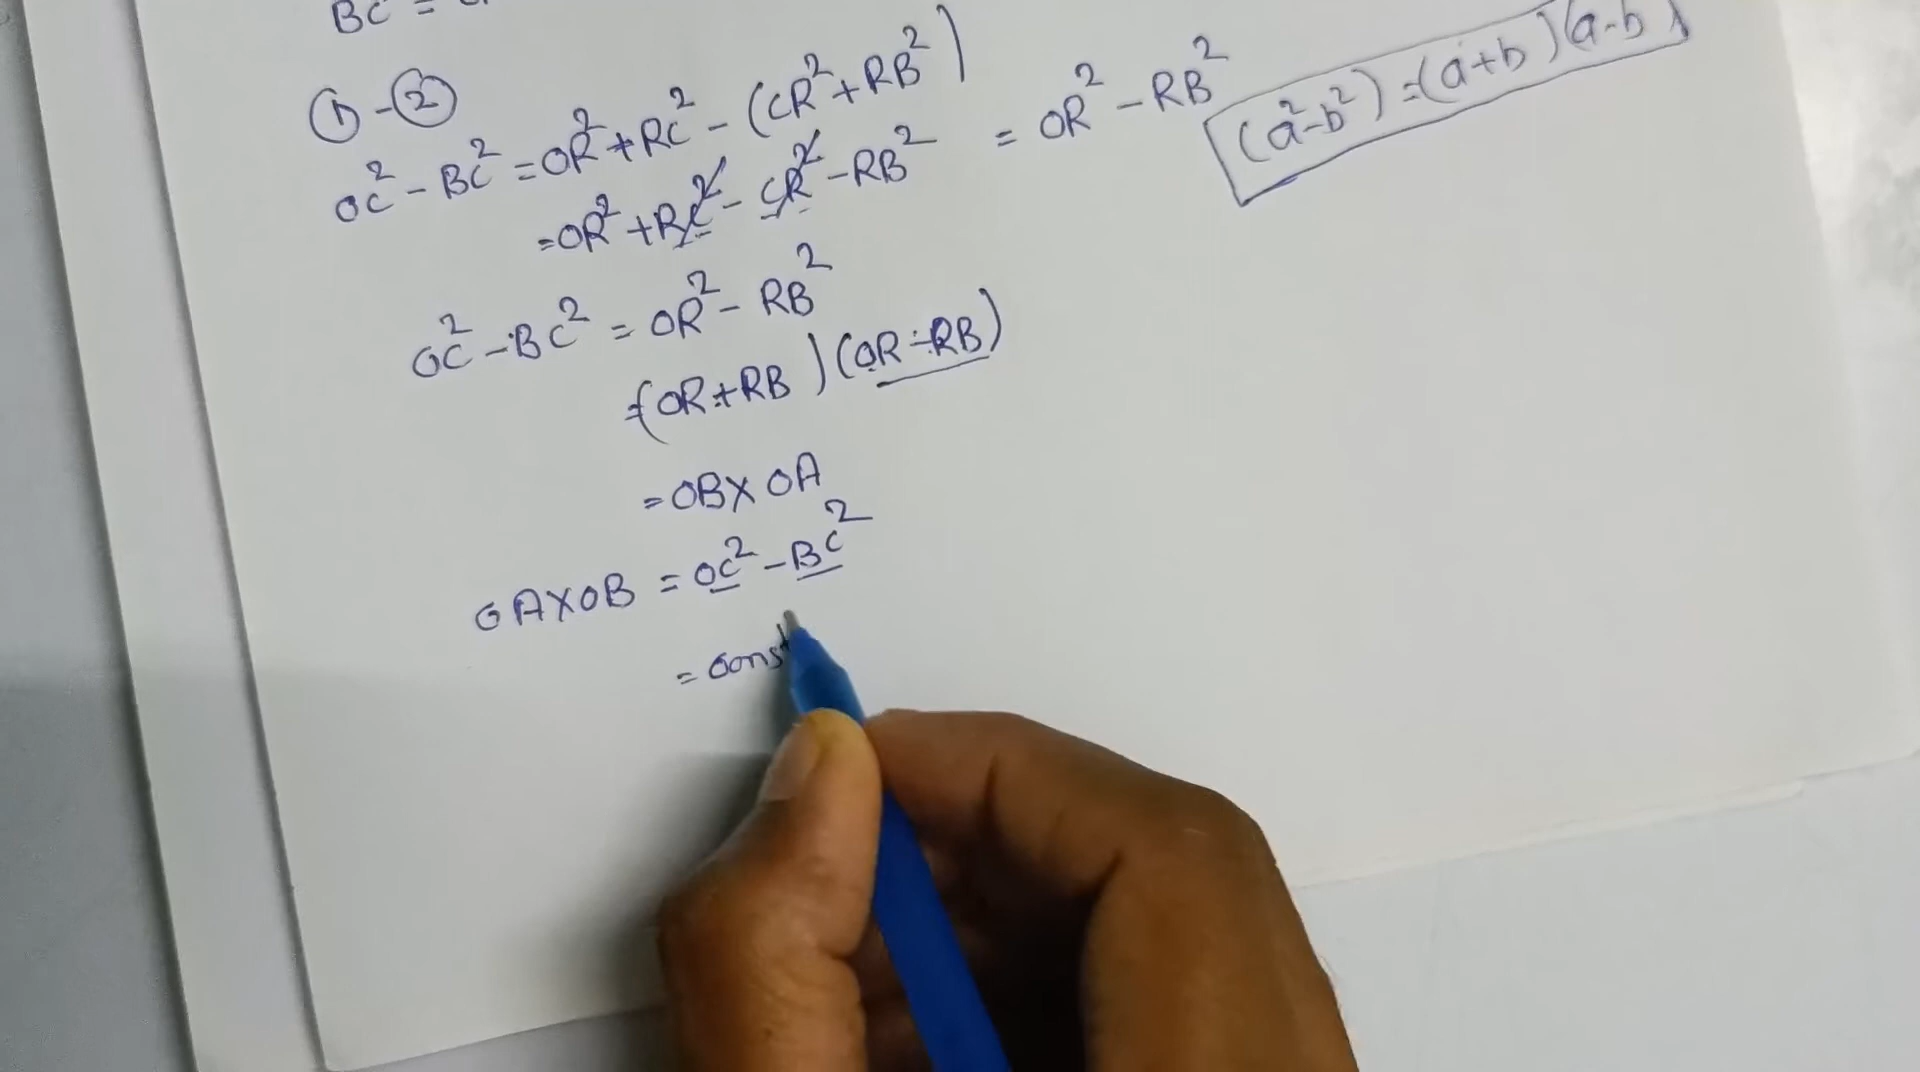 BC =
① - ②
OC² - BC² = OR² + RC² - (CR² + RB²)
= OR² + RC² - CR² - RB² = OR² - RB²
(a² - b²) = (a+b)(a-b)
OC² - BC² = OR² - RB²
= (OR + RB)(OR - RB)
= OB X OA
OA X OB = OC² - BC²
= const